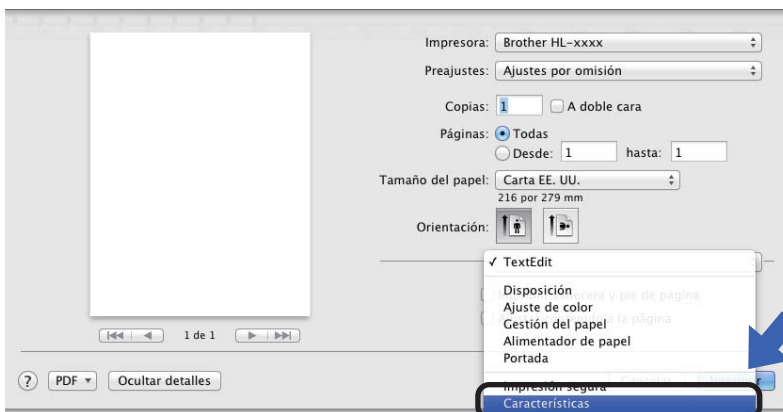 Impresora: Brother HL-xxxx
Preajustes: Ajustes por omisión
Copias: 1 A doble cara
Páginas: Todas
Desde: 1 hasta: 1
Tamaño del papel: Carta EE. UU.
216 por 279 mm
Orientación:
✓ TextEdit
Disposición
Ajuste de color
Gestión del papel
Alimentador de papel
Portada
Impresión segura
Características
1 de 1
? PDF Ocultar detalles